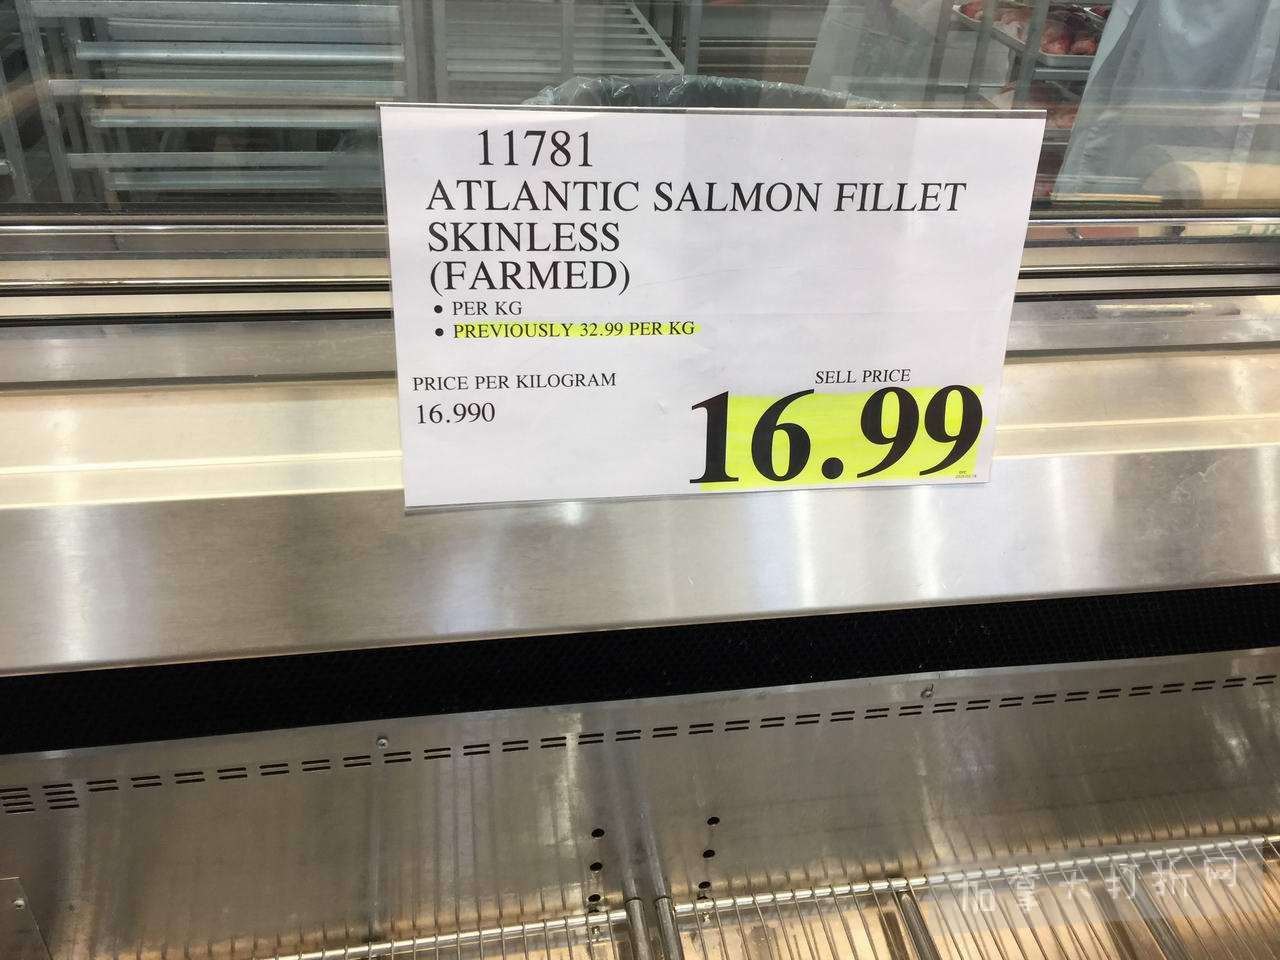 11781
ATLANTIC SALMON FILLET
SKINLESS
(FARMED)
• PER KG
• PREVIOUSLY 32.99 PER KG
PRICE PER KILOGRAM
16.990
SELL PRICE
16.99
加拿大打折网